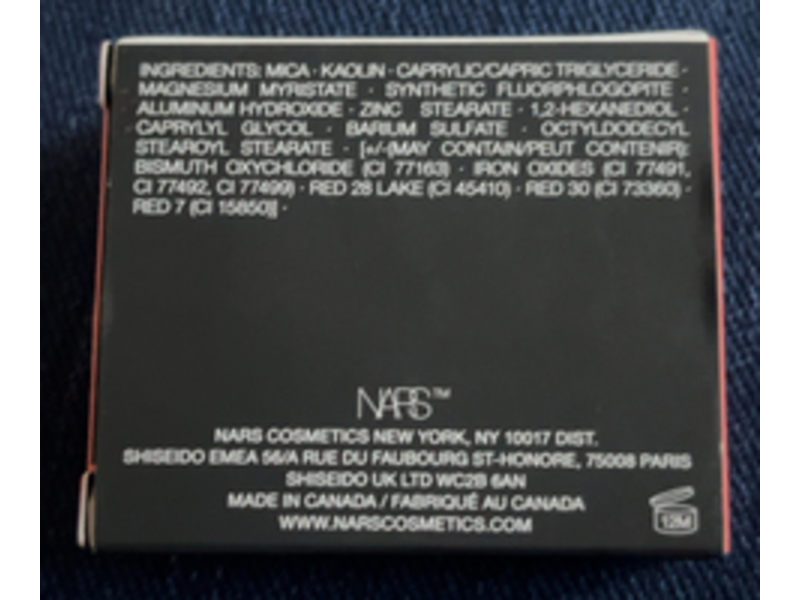 INGREDIENTS: MICA · KAOLIN · CAPRYLIC/CAPRIC TRIGLYCERIDE ·
MAGNESIUM MYRISTATE · SYNTHETIC FLUORPHLOGOPITE ·
ALUMINUM HYDROXIDE · ZINC STEARATE · 1,2-HEXANEDIOL ·
CAPRYLYL GLYCOL · BARIUM SULFATE · OCTYLDODECYL
STEAROYL STEARATE · [+/-(MAY CONTAIN/PEUT CONTENIR):
BISMUTH OXYCHLORIDE (CI 77163) · IRON OXIDES (CI 77491,
CI 77492, CI 77499) · RED 28 LAKE (CI 45410) · RED 30 (CI 73360) ·
RED 7 (CI 15850)] ·
NARS™
NARS COSMETICS NEW YORK, NY 10017 DIST.
SHISEIDO EMEA 56/A RUE DU FAUBOURG ST-HONORE, 75008 PARIS
SHISEIDO UK LTD WC2B 6AN
MADE IN CANADA / FABRIQUÉ AU CANADA
WWW.NARSCOSMETICS.COM
12M